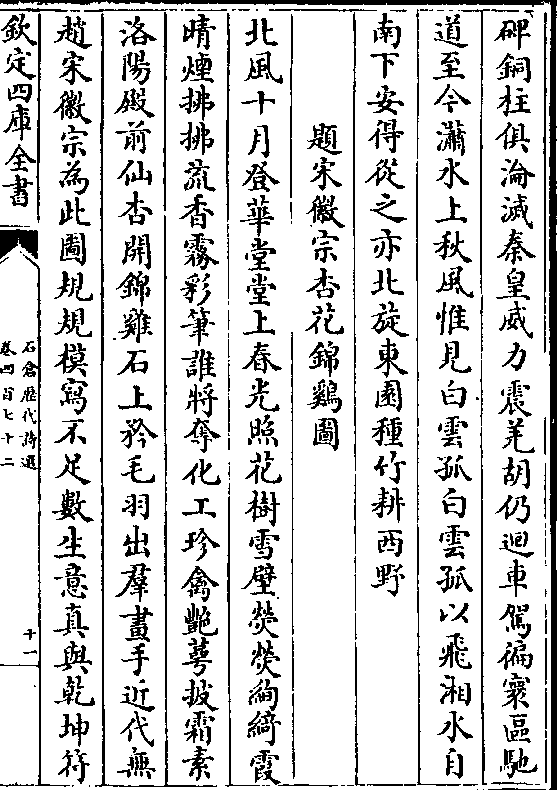 碑銅柱俱淪滅秦皇威力震羌胡仍迴車駕徧寰區馳
道至今瀟水上秋風惟見白雲孤白雲孤以飛湘水自
南下安得從之亦北旋東園種竹耕西野
題宋徽宗杏花錦鷄圖
北風十月登華堂堂上春光照花樹雪壁熒熒絢綺霞
晴煙拂拂流香霧彩筆誰將奪化工珍禽艶萼披霜素
洛陽殿前仙杏開錦雞石上矜毛羽出羣畫手近代無
趙宋徽宗為此圖規規模寫不足數生意真與乾坤符
欽定四庫全書
石倉歷代詩選
卷四百七十二
十一